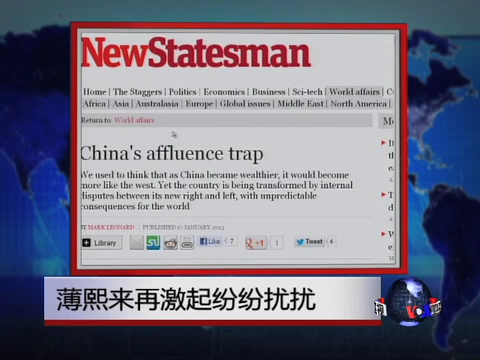 NewStatesman
Home | The Staggers | Politics | Economics | Business | Sci-tech | World affairs |
Africa | Asia | Australasia | Europe | Global issues | Middle East | North America |
Return to: World affairs
China's affluence trap
We used to think that as China became wealthier, it would become
more like the west. Yet the country is being transformed by internal
disputes between its new right and left, with unpredictable
consequences for the world
BY MARK LEONARD | PUBLISHED 17 JANUARY 2012
+ Library
Like 7
+1 0
Tweet 4
薄熙来再激起纷纷扰扰
VOA